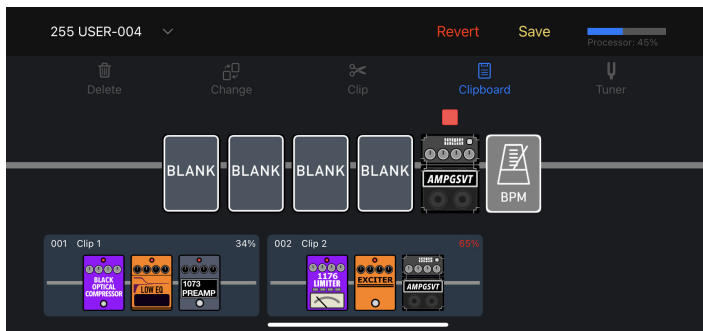 255 USER-004
Revert
Save
Processor: 45%
Delete
Change
Clip
Clipboard
Tuner
BLANK
BLANK
BLANK
BLANK
AMPGSVT
BPM
001 Clip 1 34%
BLACK
OPTICAL
COMPRESSOR
LOW EQ
1073
PREAMP
002 Clip 2 65%
1176
LIMITER
EXCITER
AMPGSVT